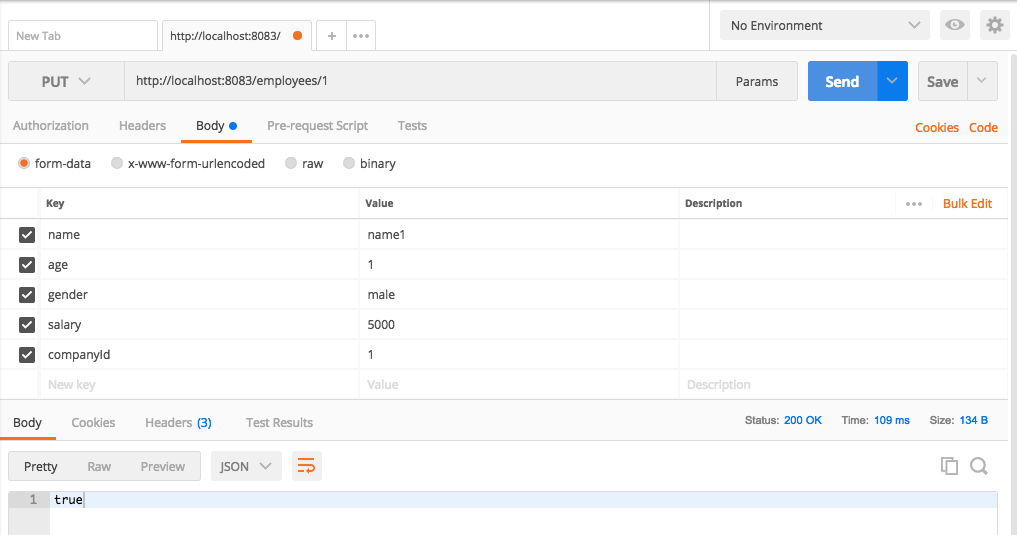 New Tab http://localhost:8083/ + ••• No Environment
PUT http://localhost:8083/employees/1 Params Send Save
Authorization Headers Body Pre-request Script Tests Cookies Code
form-data x-www-form-urlencoded raw binary
Key Value Description ••• Bulk Edit
name name1
age 1
gender male
salary 5000
companyId 1
New key Value Description
Body Cookies Headers (3) Test Results Status: 200 OK Time: 109 ms Size: 134 B
Pretty Raw Preview JSON
1 true